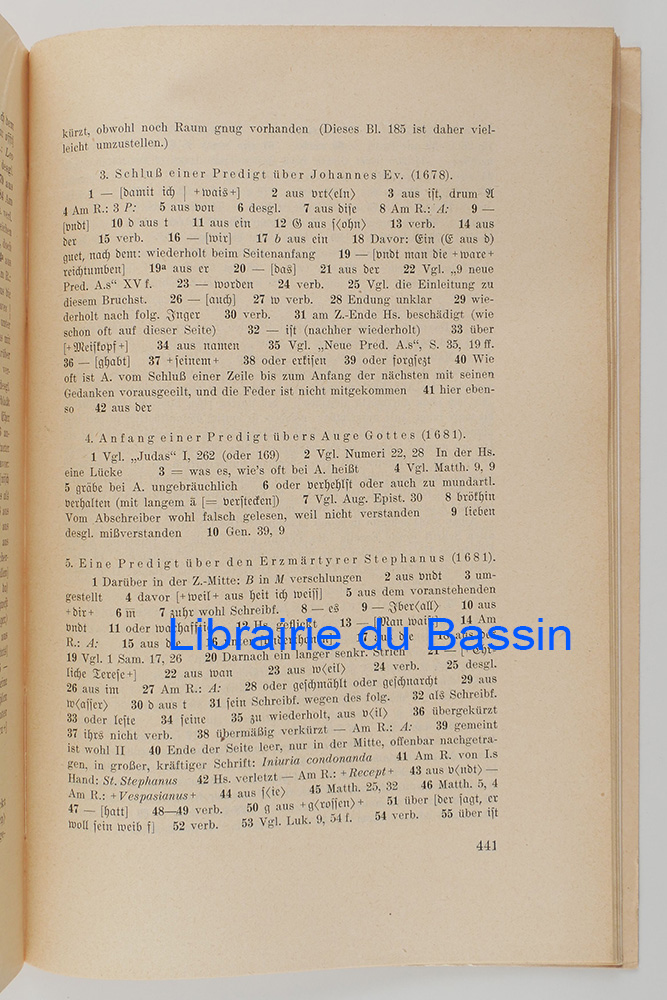 kürzt, obwohl noch Raum gnug vorhanden (Dieses Bl. 185 ist daher viel-
leicht umzustellen.)
3. Schluß einer Predigt über Johannes Ev. (1678).
1 — [damit ich ] +wais+] 2 aus vrt⟨eln⟩ 3 aus ist, drum A
4 Am R.: 3 P: 5 aus von 6 desgl. 7 aus dise 8 Am R.: A: 9 —
[vndt] 10 d aus t 11 aus ein 12 G aus s⟨ohn⟩ 13 verb. 14 aus
der 15 verb. 16 — [wir] 17 b aus ein 18 Davor: Ein (E aus d)
guet, nach dem: wiederholt beim Seitenanfang 19 — [vndt man die +ware+
reichtumben] 19ª aus er 20 — [das] 21 aus der 22 Vgl. „9 neue
Pred. A.s“ XV f. 23 — worden 24 verb. 25 Vgl. die Einleitung zu
diesem Bruchst. 26 — [auch] 27 w verb. 28 Endung unklar 29 wie-
derholt nach folg. Inger 30 verb. 31 am Z.-Ende Hs. beschädigt (wie
schon oft auf dieser Seite) 32 — ist (nachher wiederholt) 33 über
[+Meiskopf+] 34 aus namen 35 Vgl. „Neue Pred. A.s“, S. 35, 19 ff.
36 — [ghabt] 37 +seinem+ 38 oder erkisen 39 oder forgsezt 40 Wie
oft ist A. vom Schluß einer Zeile bis zum Anfang der nächsten mit seinen
Gedanken vorausgeeilt, und die Feder ist nicht mitgekommen 41 hier eben-
so 42 aus der
4. Anfang einer Predigt übers Auge Gottes (1681).
1 Vgl. „Judas“ I, 262 (oder 169) 2 Vgl. Numeri 22, 28 In der Hs.
eine Lücke 3 = was es, wie's oft bei A. heißt 4 Vgl. Matth. 9, 9
5 gräbe bei A. ungebräuchlich 6 oder verhehlst oder auch zu mundartl.
verhalten (mit langem ä [= verstecken]) 7 Vgl. Aug. Epist. 30 8 bröthin
Vom Abschreiber wohl falsch gelesen, weil nicht verstanden 9 lieben
desgl. mißverstanden 10 Gen. 39, 9
5. Eine Predigt über den Erzmärtyrer Stephanus (1681).
1 Darüber in der Z.-Mitte: B in M verschlungen 2 aus vndt 3 um-
gestellt 4 davor [+weil+ aus heit ich weiss] 5 aus dem voranstehenden
+dir+ 6 m̄ 7 zuhr wohl Schreibf. 8 — es 9 — Iber⟨all⟩ 10 aus
vndt 11 oder 12 Hs. geflickt 13 — [Man waiss] 14 Am
R.: A: 15 aus 16 unter 17 aus die 18 aus der
19 Vgl. 1 Sam. 17, 26 20 Darnach ein langer senkr. Strich 21 — [+Ehr-
liche Terese+] 22 aus wan 23 aus w⟨eil⟩ 24 verb. 25 desgl.
26 aus im 27 Am R.: A: 28 oder geschmählt oder geschnarcht 29 aus
w⟨asser⟩ 30 d aus t 31 sein Schreibf. wegen des folg. 32 als Schreibf.
33 oder leste 34 seine 35 zu wiederholt, aus v⟨il⟩ 36 übergekürzt
37 ihrs nicht verb. 38 übermäßig verkürzt — Am R.: A: 39 gemeint
ist wohl II 40 Ende der Seite leer, nur in der Mitte, offenbar nachgetra-
gen, in großer, kräftiger Schrift: Iniuria condonanda 41 Am R. von I.s
Hand: St. Stephanus 42 Hs. verletzt — Am R.: +Recept+ 43 aus v⟨ndt⟩ —
Am R.: +Vespasianus+ 44 aus s⟨ie⟩ 45 Matth. 25, 32 46 Matth. 5, 4
47 — [hatt] 48—49 verb. 50 g aus +g⟨rossen⟩+ 51 über [der sagt, er
woll sein weib s] 52 verb. 53 Vgl. Luk. 9, 54 f. 54 verb. 55 über ist
441
Librairie du Bassin